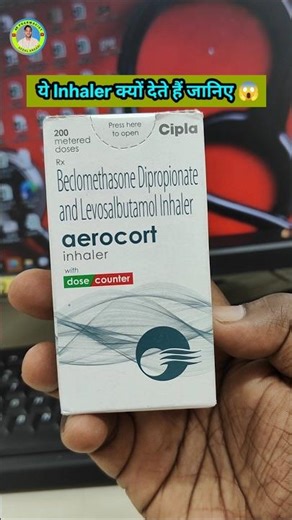 ये Inhaler क्यों देते हैं जानिए 😱
200
metered
doses
Press here
to open
Cipla
Rx
Beclomethasone Dipropionate
and Levosalbutamol Inhaler
aerocort
inhaler
with
dose counter